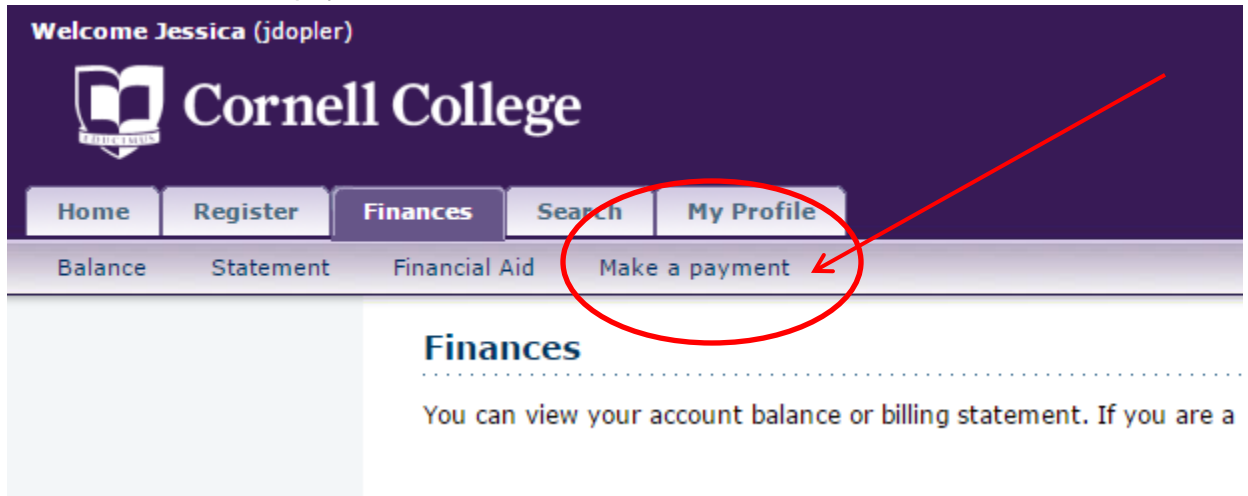 Welcome Jessica (jdopler)
EDUCIMUS
Cornell College
Home Register Finances Search My Profile
Balance Statement Financial Aid Make a payment
Finances
You can view your account balance or billing statement. If you are a